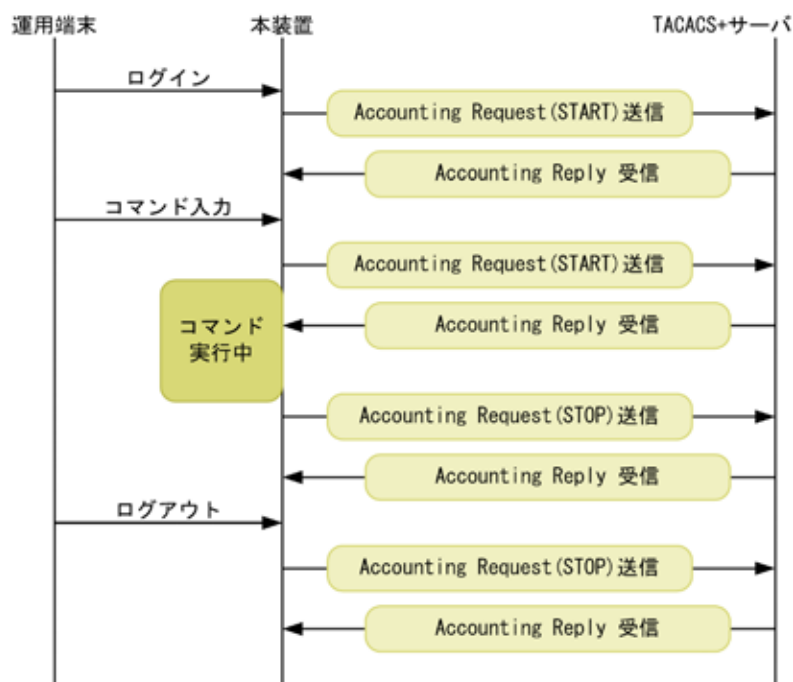 運用端末
本装置
TACACS+サーバ
ログイン
Accounting Request(START)送信
Accounting Reply 受信
コマンド入力
Accounting Request(START)送信
コマンド
実行中
Accounting Reply 受信
Accounting Request(STOP)送信
Accounting Reply 受信
ログアウト
Accounting Request(STOP)送信
Accounting Reply 受信